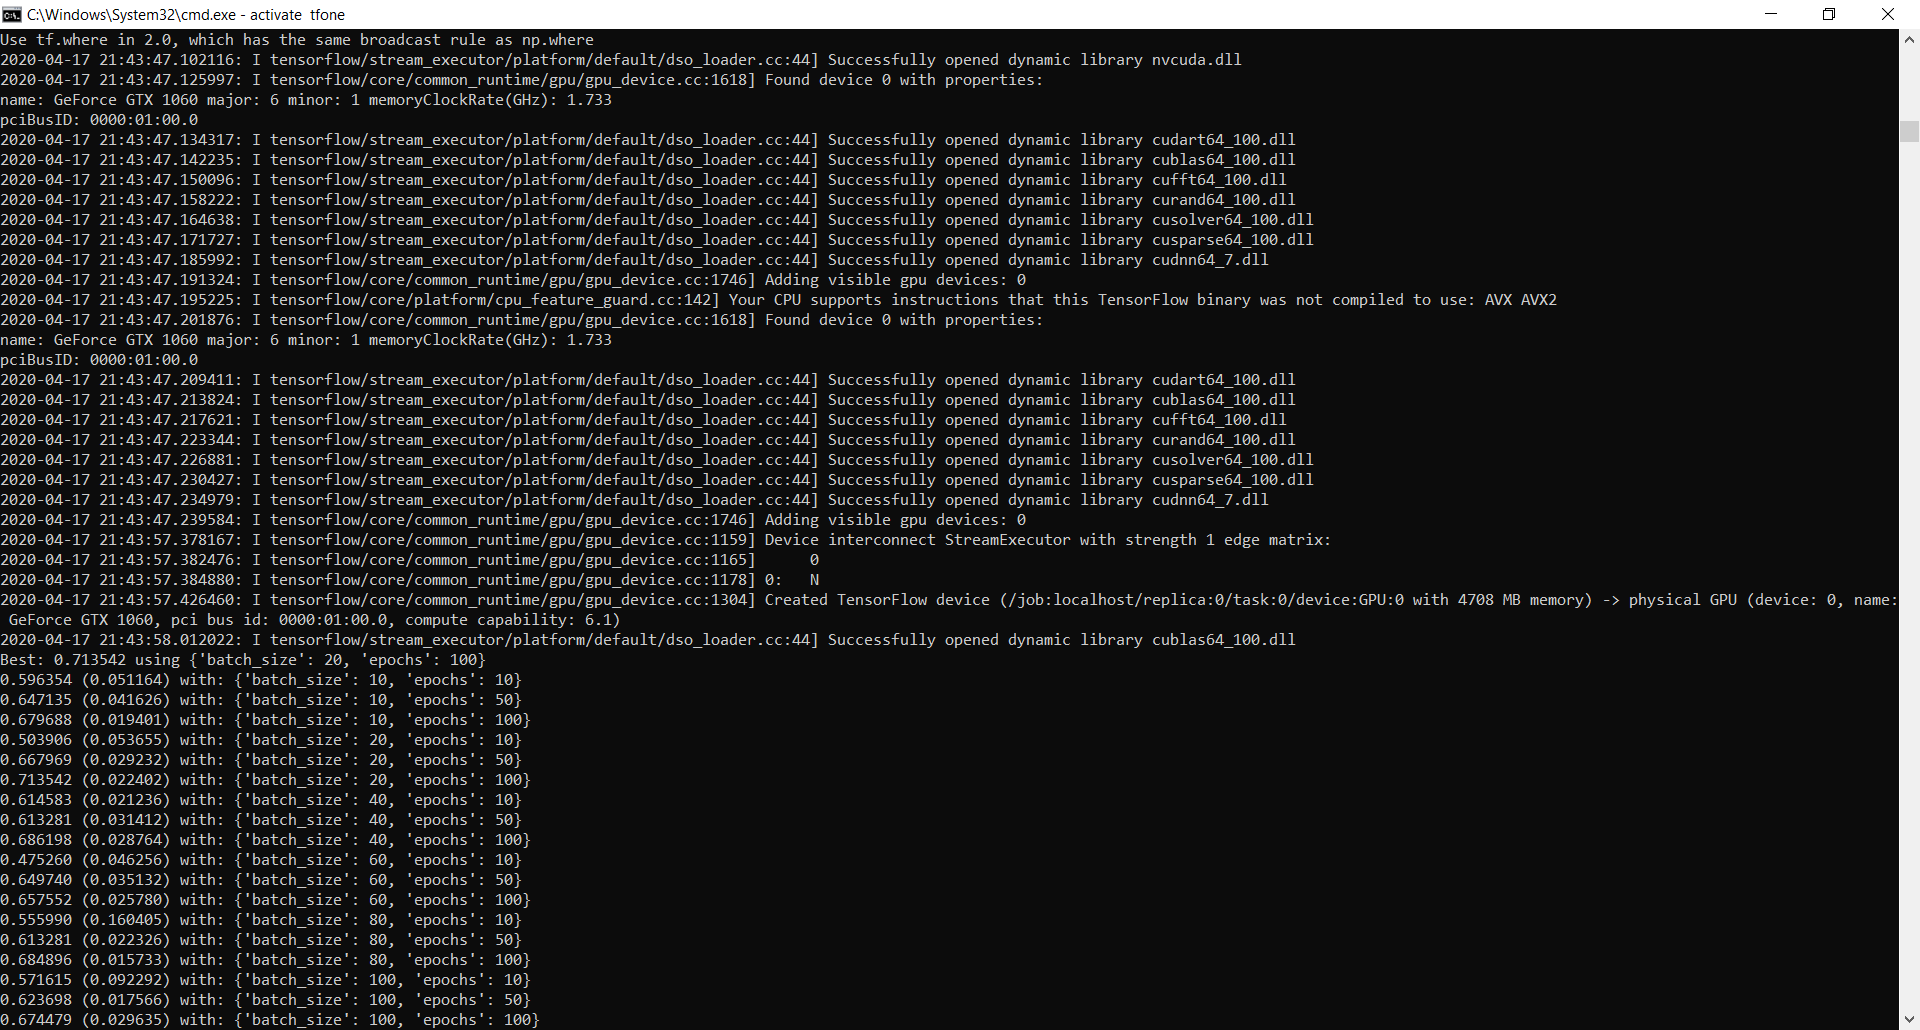 C:\Windows\System32\cmd.exe - activate  tfone
Use tf.where in 2.0, which has the same broadcast rule as np.where
2020-04-17 21:43:47.102116: I tensorflow/stream_executor/platform/default/dso_loader.cc:44] Successfully opened dynamic library nvcuda.dll
2020-04-17 21:43:47.125997: I tensorflow/core/common_runtime/gpu/gpu_device.cc:1618] Found device 0 with properties:
name: GeForce GTX 1060 major: 6 minor: 1 memoryClockRate(GHz): 1.733
pciBusID: 0000:01:00.0
2020-04-17 21:43:47.134317: I tensorflow/stream_executor/platform/default/dso_loader.cc:44] Successfully opened dynamic library cudart64_100.dll
2020-04-17 21:43:47.142235: I tensorflow/stream_executor/platform/default/dso_loader.cc:44] Successfully opened dynamic library cublas64_100.dll
2020-04-17 21:43:47.150096: I tensorflow/stream_executor/platform/default/dso_loader.cc:44] Successfully opened dynamic library cufft64_100.dll
2020-04-17 21:43:47.158222: I tensorflow/stream_executor/platform/default/dso_loader.cc:44] Successfully opened dynamic library curand64_100.dll
2020-04-17 21:43:47.164638: I tensorflow/stream_executor/platform/default/dso_loader.cc:44] Successfully opened dynamic library cusolver64_100.dll
2020-04-17 21:43:47.171727: I tensorflow/stream_executor/platform/default/dso_loader.cc:44] Successfully opened dynamic library cusparse64_100.dll
2020-04-17 21:43:47.185992: I tensorflow/stream_executor/platform/default/dso_loader.cc:44] Successfully opened dynamic library cudnn64_7.dll
2020-04-17 21:43:47.191324: I tensorflow/core/common_runtime/gpu/gpu_device.cc:1746] Adding visible gpu devices: 0
2020-04-17 21:43:47.195225: I tensorflow/core/platform/cpu_feature_guard.cc:142] Your CPU supports instructions that this TensorFlow binary was not compiled to use: AVX AVX2
2020-04-17 21:43:47.201876: I tensorflow/core/common_runtime/gpu/gpu_device.cc:1618] Found device 0 with properties:
name: GeForce GTX 1060 major: 6 minor: 1 memoryClockRate(GHz): 1.733
pciBusID: 0000:01:00.0
2020-04-17 21:43:47.209411: I tensorflow/stream_executor/platform/default/dso_loader.cc:44] Successfully opened dynamic library cudart64_100.dll
2020-04-17 21:43:47.213824: I tensorflow/stream_executor/platform/default/dso_loader.cc:44] Successfully opened dynamic library cublas64_100.dll
2020-04-17 21:43:47.217621: I tensorflow/stream_executor/platform/default/dso_loader.cc:44] Successfully opened dynamic library cufft64_100.dll
2020-04-17 21:43:47.223344: I tensorflow/stream_executor/platform/default/dso_loader.cc:44] Successfully opened dynamic library curand64_100.dll
2020-04-17 21:43:47.226881: I tensorflow/stream_executor/platform/default/dso_loader.cc:44] Successfully opened dynamic library cusolver64_100.dll
2020-04-17 21:43:47.230427: I tensorflow/stream_executor/platform/default/dso_loader.cc:44] Successfully opened dynamic library cusparse64_100.dll
2020-04-17 21:43:47.234979: I tensorflow/stream_executor/platform/default/dso_loader.cc:44] Successfully opened dynamic library cudnn64_7.dll
2020-04-17 21:43:47.239584: I tensorflow/core/common_runtime/gpu/gpu_device.cc:1746] Adding visible gpu devices: 0
2020-04-17 21:43:57.378167: I tensorflow/core/common_runtime/gpu/gpu_device.cc:1159] Device interconnect StreamExecutor with strength 1 edge matrix:
2020-04-17 21:43:57.382476: I tensorflow/core/common_runtime/gpu/gpu_device.cc:1165]      0
2020-04-17 21:43:57.384880: I tensorflow/core/common_runtime/gpu/gpu_device.cc:1178] 0:   N
2020-04-17 21:43:57.426460: I tensorflow/core/common_runtime/gpu/gpu_device.cc:1304] Created TensorFlow device (/job:localhost/replica:0/task:0/device:GPU:0 with 4708 MB memory) -> physical GPU (device: 0, name:
 GeForce GTX 1060, pci bus id: 0000:01:00.0, compute capability: 6.1)
2020-04-17 21:43:58.012022: I tensorflow/stream_executor/platform/default/dso_loader.cc:44] Successfully opened dynamic library cublas64_100.dll
Best: 0.713542 using {'batch_size': 20, 'epochs': 100}
0.596354 (0.051164) with: {'batch_size': 10, 'epochs': 10}
0.647135 (0.041626) with: {'batch_size': 10, 'epochs': 50}
0.679688 (0.019401) with: {'batch_size': 10, 'epochs': 100}
0.503906 (0.053655) with: {'batch_size': 20, 'epochs': 10}
0.667969 (0.029232) with: {'batch_size': 20, 'epochs': 50}
0.713542 (0.022402) with: {'batch_size': 20, 'epochs': 100}
0.614583 (0.021236) with: {'batch_size': 40, 'epochs': 10}
0.613281 (0.031412) with: {'batch_size': 40, 'epochs': 50}
0.686198 (0.028764) with: {'batch_size': 40, 'epochs': 100}
0.475260 (0.046256) with: {'batch_size': 60, 'epochs': 10}
0.649740 (0.035132) with: {'batch_size': 60, 'epochs': 50}
0.657552 (0.025780) with: {'batch_size': 60, 'epochs': 100}
0.555990 (0.160405) with: {'batch_size': 80, 'epochs': 10}
0.613281 (0.022326) with: {'batch_size': 80, 'epochs': 50}
0.684896 (0.015733) with: {'batch_size': 80, 'epochs': 100}
0.571615 (0.092292) with: {'batch_size': 100, 'epochs': 10}
0.623698 (0.017566) with: {'batch_size': 100, 'epochs': 50}
0.674479 (0.029635) with: {'batch_size': 100, 'epochs': 100}